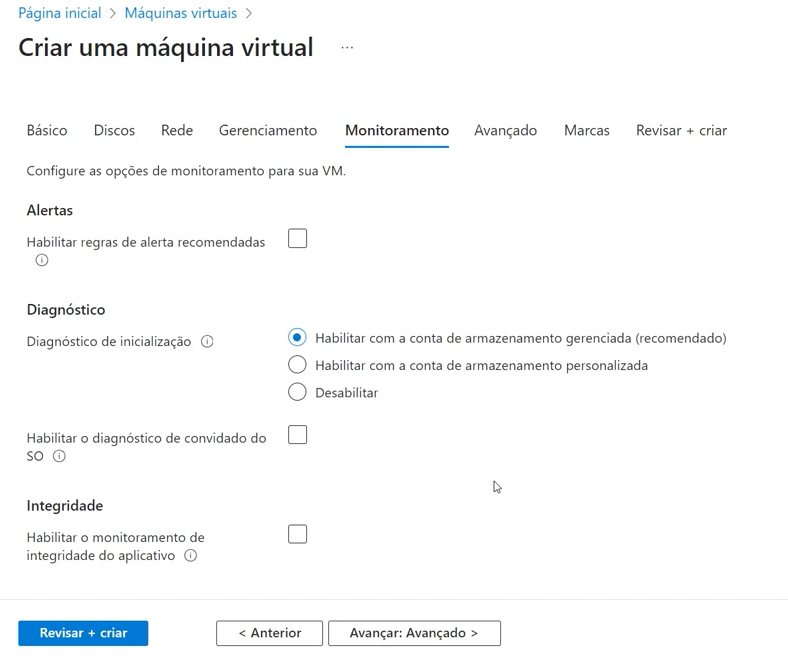 Página inicial > Máquinas virtuais >
Criar uma máquina virtual ...
Básico Discos Rede Gerenciamento Monitoramento Avançado Marcas Revisar + criar
Configure as opções de monitoramento para sua VM.
Alertas
Habilitar regras de alerta recomendadas
Diagnóstico
Diagnóstico de inicialização
Habilitar com a conta de armazenamento gerenciada (recomendado)
Habilitar com a conta de armazenamento personalizada
Desabilitar
Habilitar o diagnóstico de convidado do
SO
Integridade
Habilitar o monitoramento de
integridade do aplicativo
Revisar + criar < Anterior Avançar: Avançado >